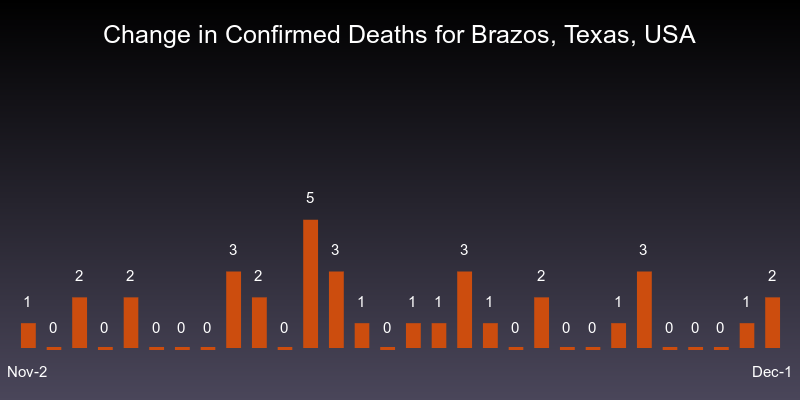 Change in Confirmed Deaths for Brazos, Texas, USA
5
3 3 3 3
2 2 2 2 2
1 1 1 1 1 1 1
0 0 0 0 0 0 0 0 0 0 0 0 0
Nov-2 Dec-1